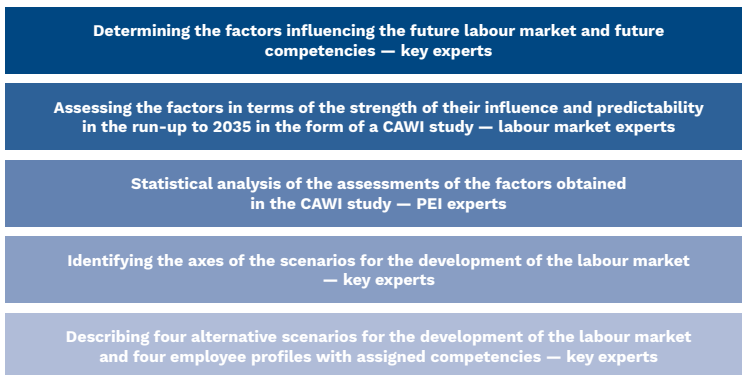 Determining the factors influencing the future labour market and future
competencies — key experts
Assessing the factors in terms of the strength of their influence and predictability
in the run-up to 2035 in the form of a CAWI study — labour market experts
Statistical analysis of the assessments of the factors obtained
in the CAWI study — PEI experts
Identifying the axes of the scenarios for the development of the labour market
— key experts
Describing four alternative scenarios for the development of the labour market
and four employee profiles with assigned competencies — key experts